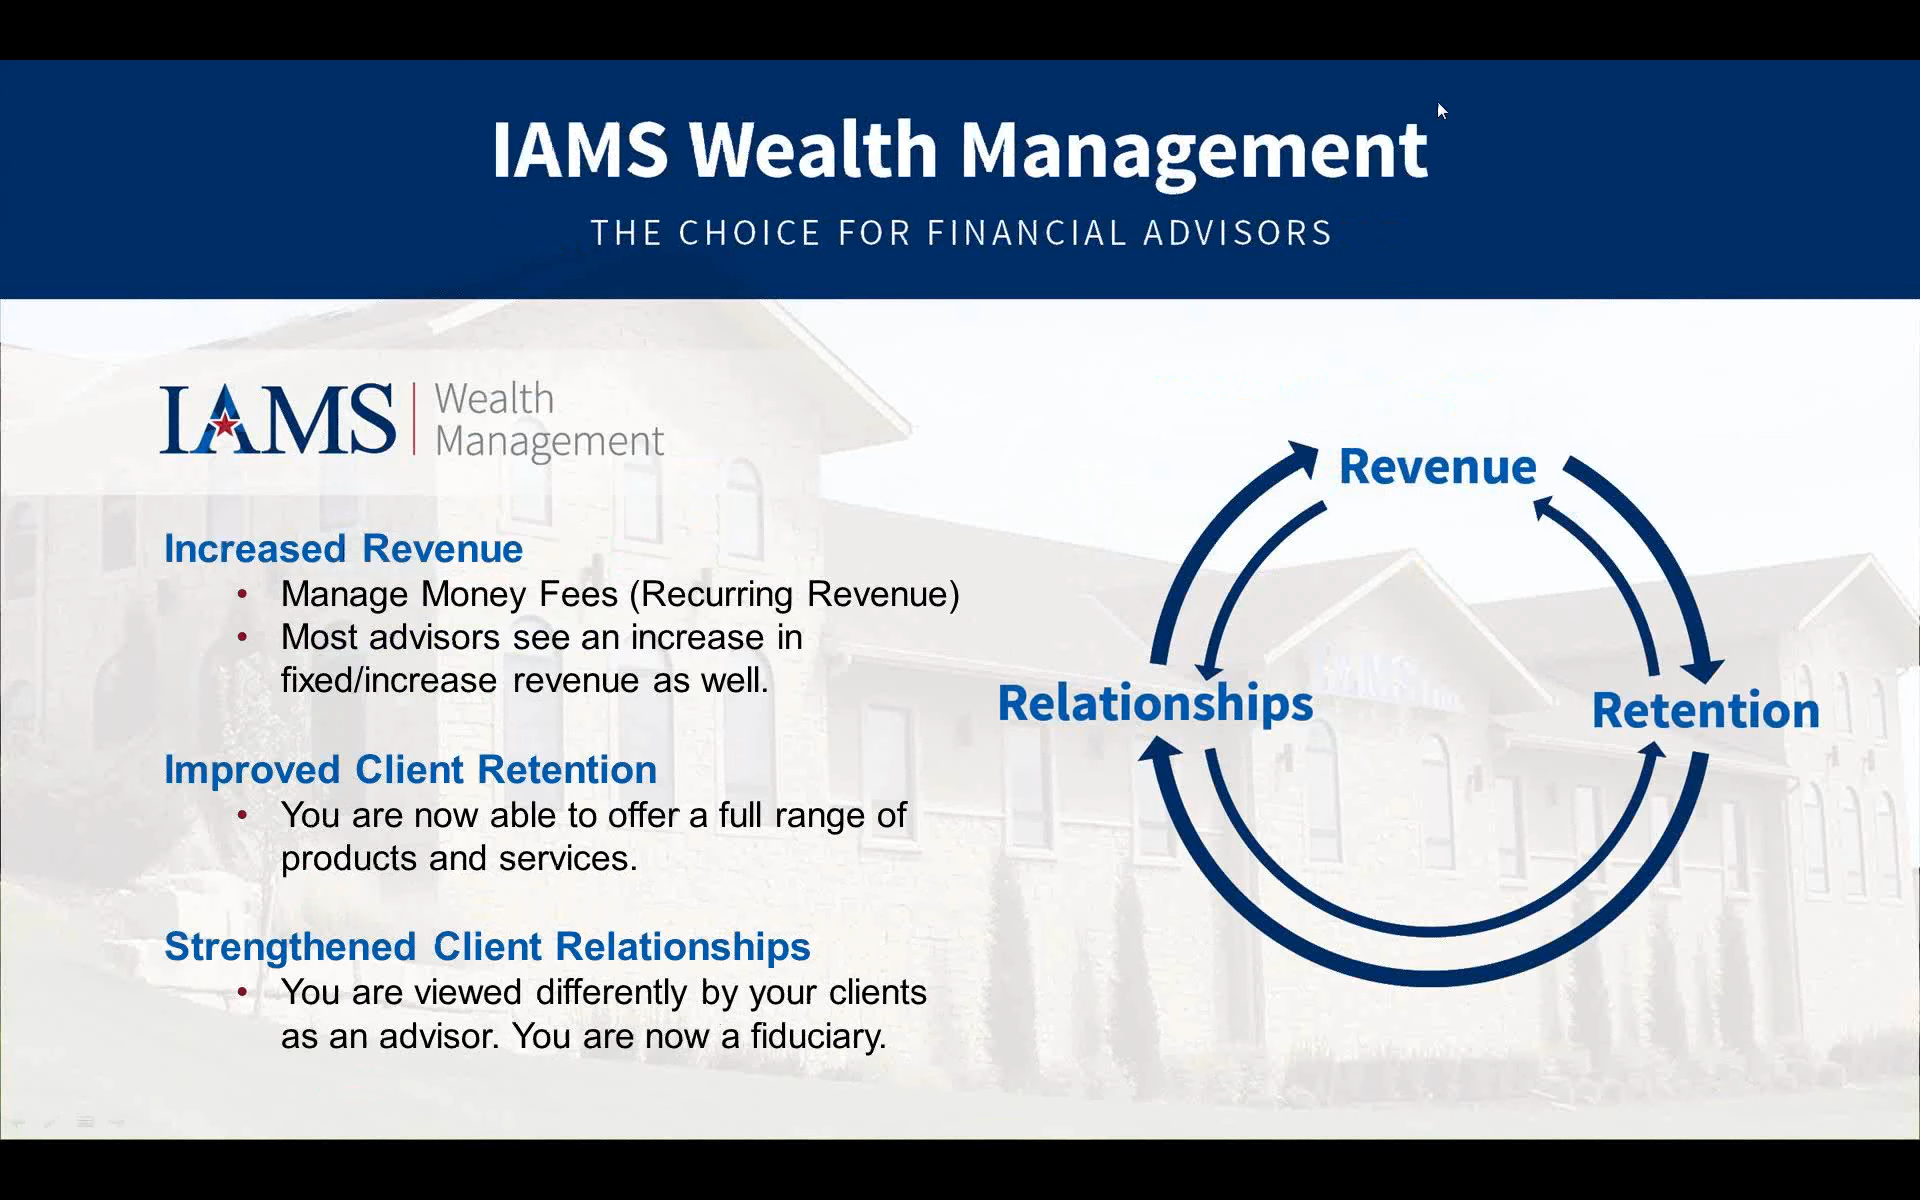 IAMS Wealth Management
THE CHOICE FOR FINANCIAL ADVISORS
IAMS | Wealth
Management
Increased Revenue
• Manage Money Fees (Recurring Revenue)
• Most advisors see an increase in
fixed/increase revenue as well.
Improved Client Retention
• You are now able to offer a full range of
products and services.
Strengthened Client Relationships
• You are viewed differently by your clients
as an advisor. You are now a fiduciary.
Revenue
Relationships
Retention